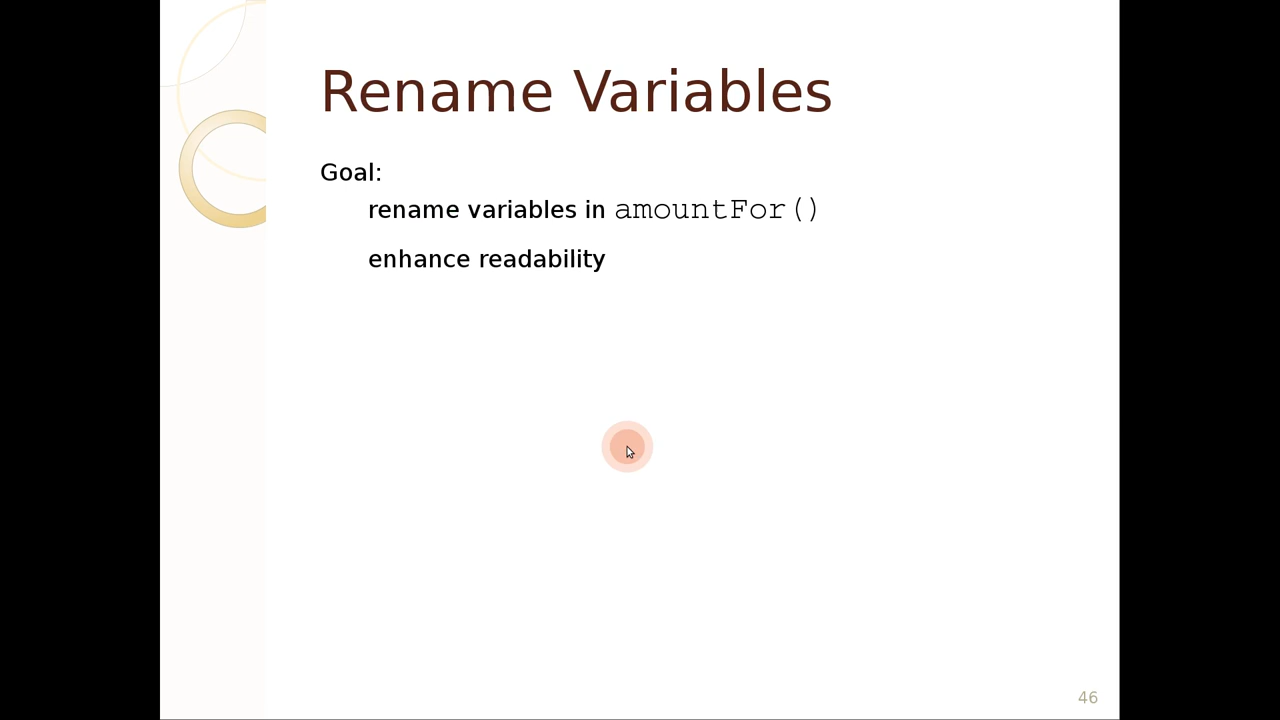 Rename Variables
Goal:
rename variables in amountFor()
enhance readability
46